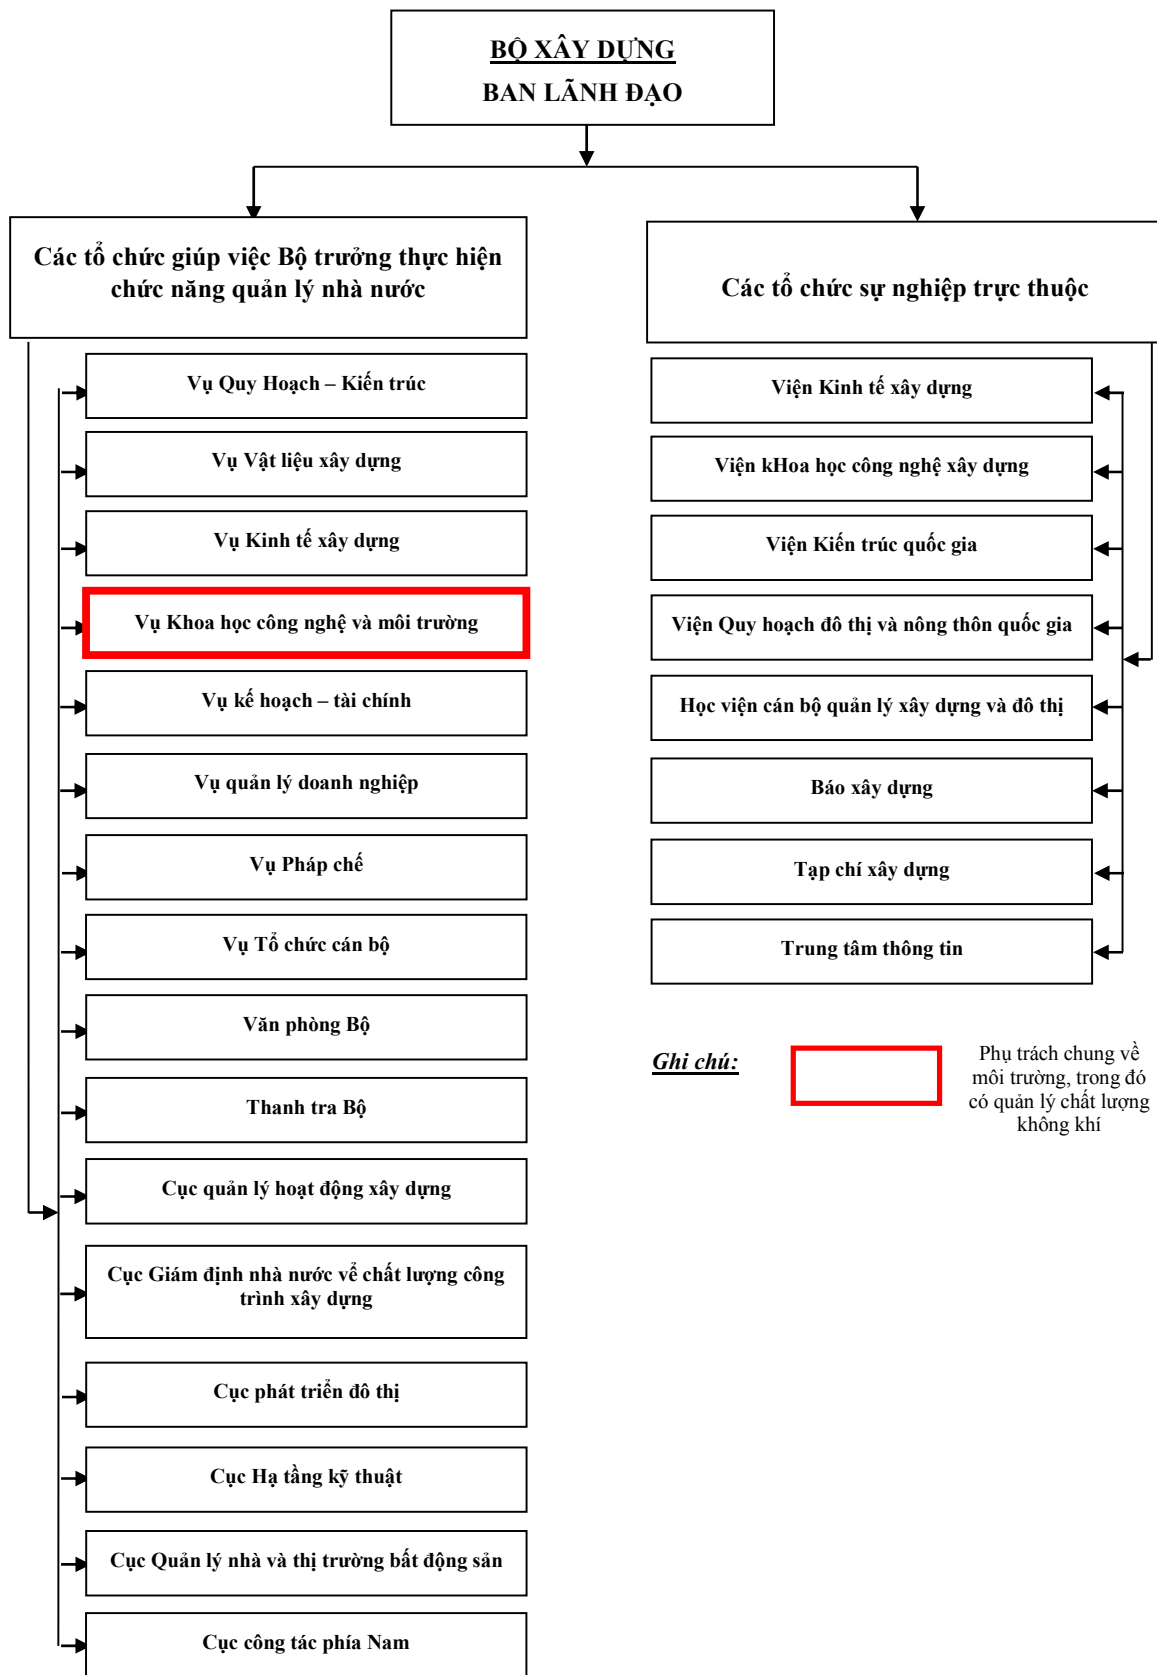 BỘ XÂY DỰNG
BAN LÃNH ĐẠO
Các tổ chức giúp việc Bộ trưởng thực hiện
chức năng quản lý nhà nước
Vụ Quy Hoạch – Kiến trúc
Vụ Vật liệu xây dựng
Vụ Kinh tế xây dựng
Vụ Khoa học công nghệ và môi trường
Vụ kế hoạch – tài chính
Vụ quản lý doanh nghiệp
Vụ Pháp chế
Vụ Tổ chức cán bộ
Văn phòng Bộ
Thanh tra Bộ
Cục quản lý hoạt động xây dựng
Cục Giám định nhà nước vể chất lượng công
trình xây dựng
Cục phát triển đô thị
Cục Hạ tầng kỹ thuật
Cục Quản lý nhà và thị trường bất động sản
Cục công tác phía Nam
Các tổ chức sự nghiệp trực thuộc
Viện Kinh tế xây dựng
Viện kHoa học công nghệ xây dựng
Viện Kiến trúc quốc gia
Viện Quy hoạch đô thị và nông thôn quốc gia
Học viện cán bộ quản lý xây dựng và đô thị
Báo xây dựng
Tạp chí xây dựng
Trung tâm thông tin
Ghi chú:
Phụ trách chung về
môi trường, trong đó
có quản lý chất lượng
không khí